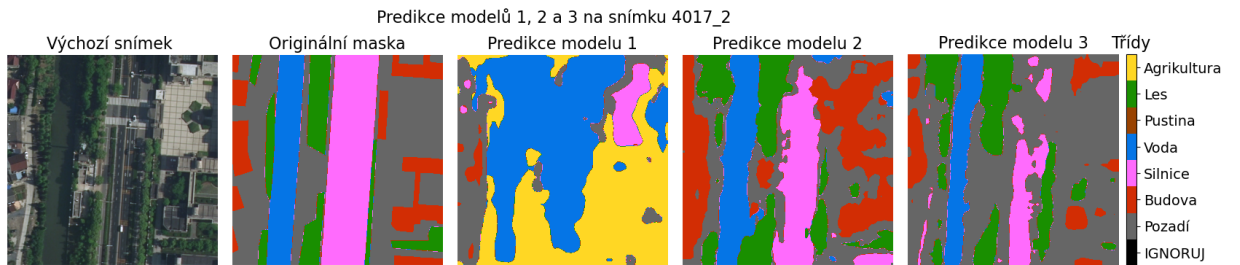 Predikce modelů 1, 2 a 3 na snímku 4017_2
Výchozí snímek
Originální maska
Predikce modelu 1
Predikce modelu 2
Predikce modelu 3
Třídy
Agrikultura
Les
Pustina
Voda
Silnice
Budova
Pozadí
IGNORUJ